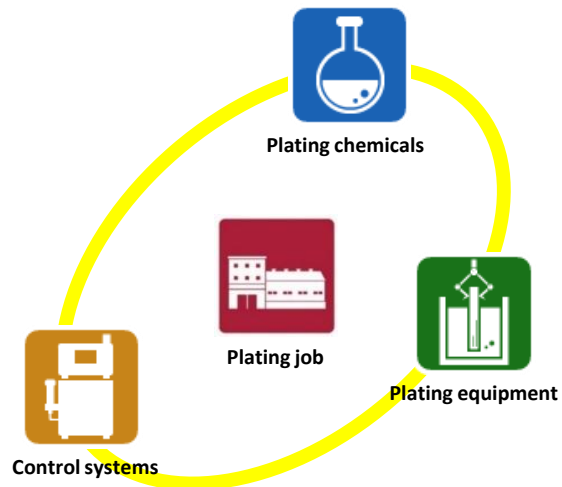 Plating chemicals
Plating job
Plating equipment
Control systems